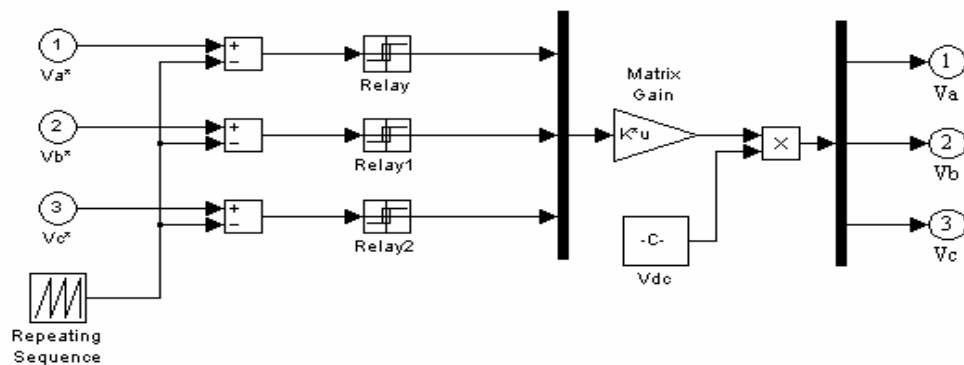 1
Va*
+
−
Relay
2
Vb*
+
−
Relay1
3
Vc*
+
−
Relay2
Repeating
Sequence
Matrix
Gain
K*u
×
-C-
Vdc
1
Va
2
Vb
3
Vc